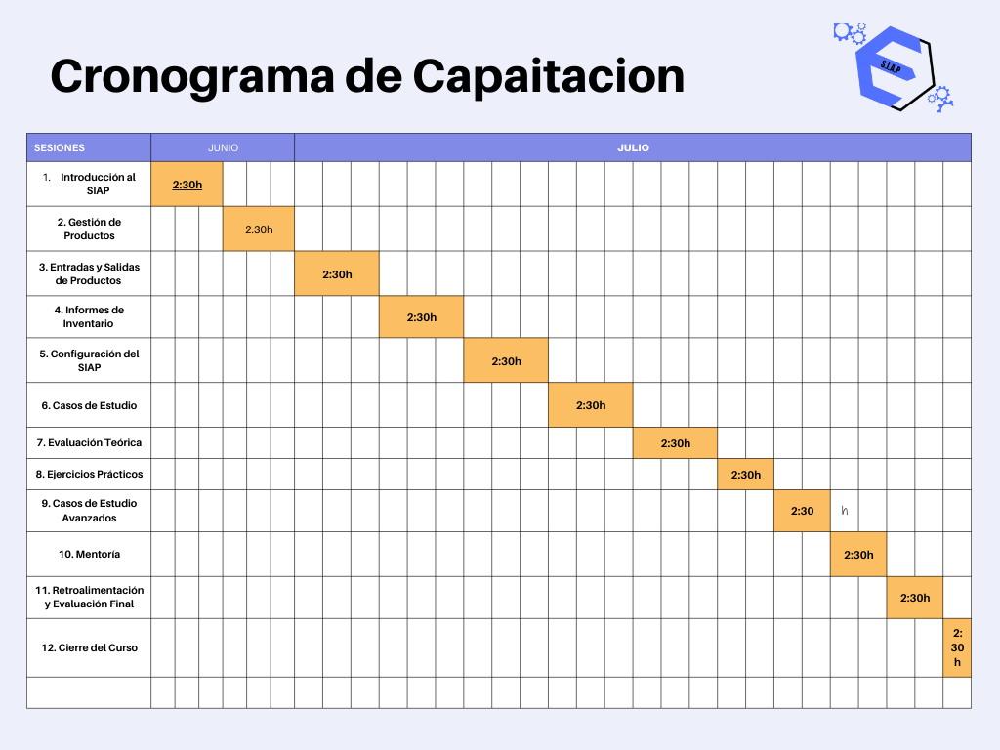 Cronograma de Capaitacion
S.I.A.P
SESIONES JUNIO JULIO
1. Introducción al
SIAP
2:30h
2. Gestión de
Productos
2.30h
3. Entradas y Salidas
de Productos
2:30h
4. Informes de
Inventario
2:30h
5. Configuración del
SIAP
2:30h
6. Casos de Estudio
2:30h
7. Evaluación Teórica
2:30h
8. Ejercicios Prácticos
2:30h
9. Casos de Estudio
Avanzados
2:30 h
10. Mentoría
2:30h
11. Retroalimentación
y Evaluación Final
2:30h
12. Cierre del Curso
2:
30
h